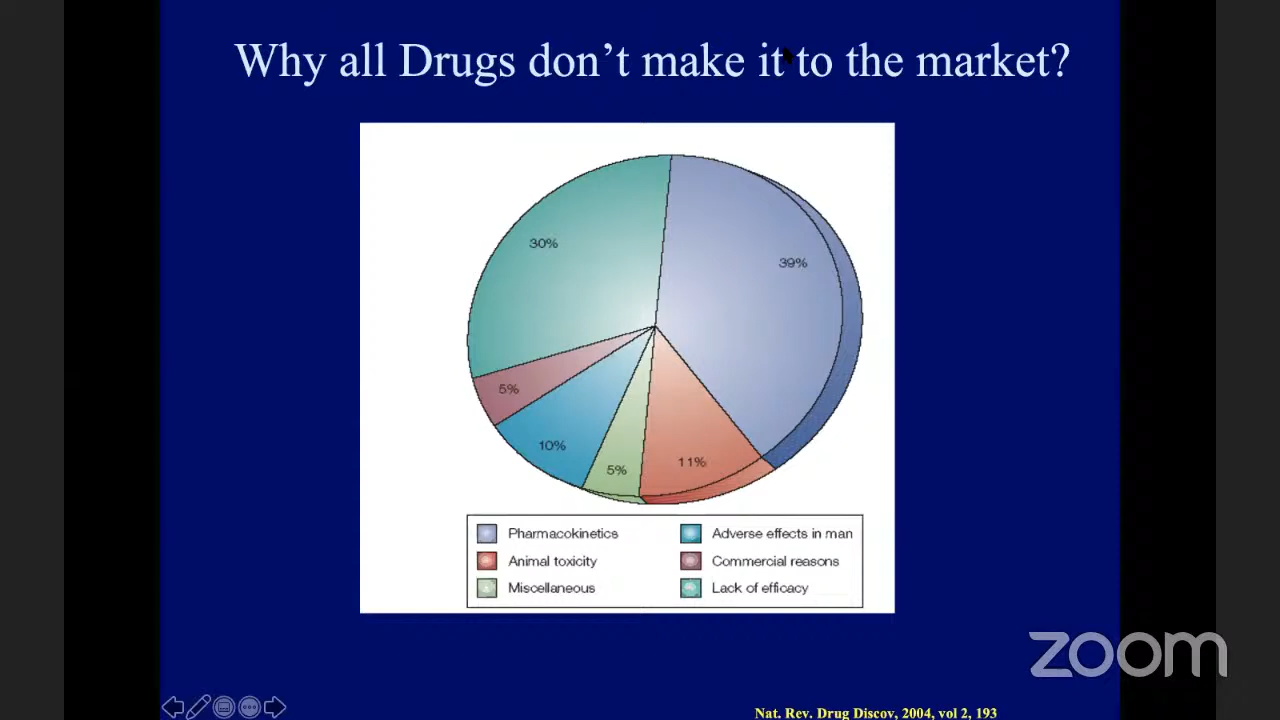 Why all Drugs don't make it to the market?
30%
39%
5%
10%
5%
11%
Pharmacokinetics
Adverse effects in man
Animal toxicity
Commercial reasons
Miscellaneous
Lack of efficacy
zoom
Nat. Rev. Drug Discov, 2004, vol 2, 193